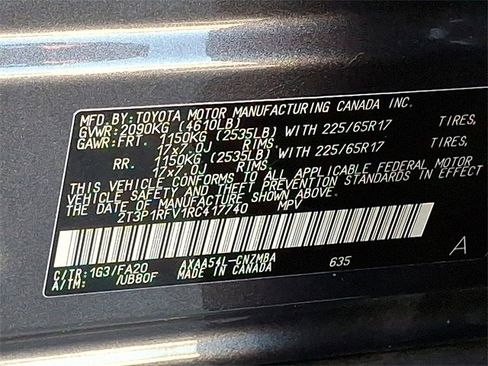 MFD.BY:TOYOTA MOTOR MANUFACTURING CANADA INC.
GVWR:2090KG (4610LB)
GAWR:FRT. 1150KG (2535LB) WITH 225/65R17 TIRES,
17x7.0J RIMS.
RR. 1150KG (2535LB) WITH 225/65R17 TIRES,
17x7.0J RIMS.
THIS VEHICLE CONFORMS TO ALL APPLICABLE FEDERAL MOTOR
VEHICLE SAFETY AND THEFT PREVENTION STANDARDS IN EFFECT ON
THE DATE OF MANUFACTURE SHOWN ABOVE.
2T3P1RFV1RC417740 MPV
C/TR:1G3/FA20 AXAA54L-CNZMBA A
A/TM: /UB80F MADE IN CANADA 635